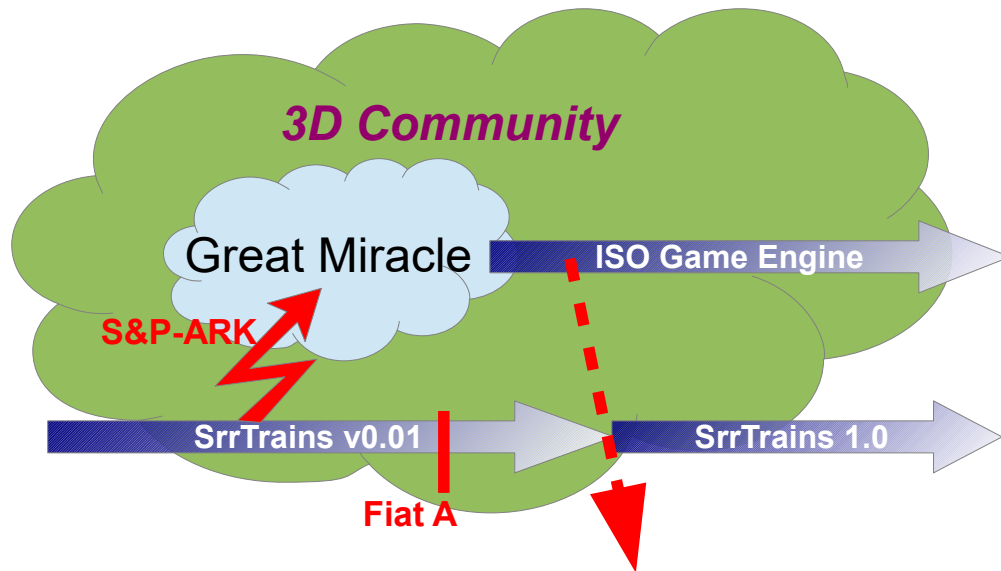 3D Community
Great Miracle
ISO Game Engine
S&P-ARK
SrrTrains v0.01
SrrTrains 1.0
Fiat A